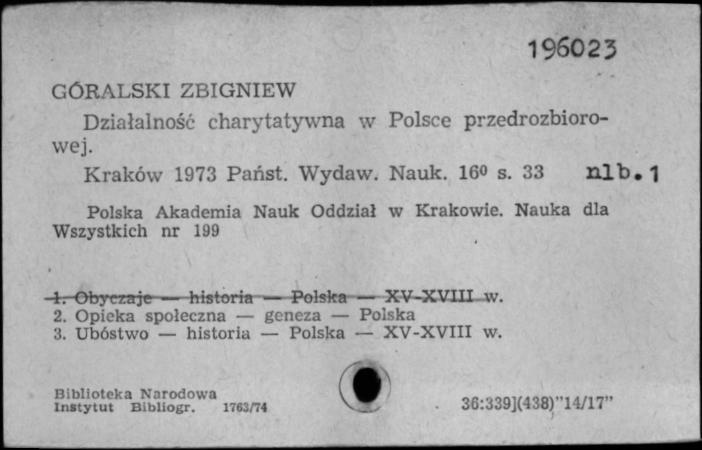 196023
GÓRALSKI ZBIGNIEW
Działalność charytatywna w Polsce przedrozbioro-
wej.
Kraków 1973 Państ. Wydaw. Nauk. 16º s. 33 nlb. 1
Polska Akademia Nauk Oddział w Krakowie. Nauka dla
Wszystkich nr 199
1. Obyczaje — historia — Polska — XV-XVIII w.
2. Opieka społeczna — geneza — Polska
3. Ubóstwo — historia — Polska — XV-XVIII w.
Biblioteka Narodowa
Instytut Bibliogr. 1763/74
36:339](438)"14/17"